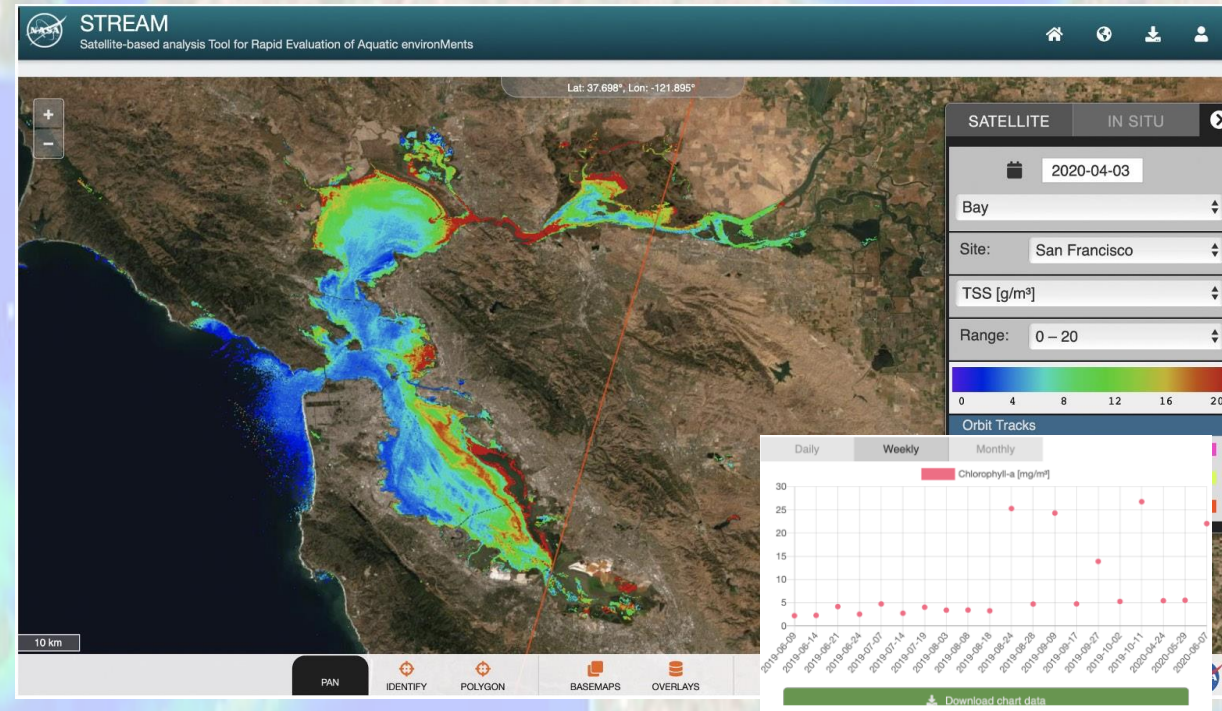 NASA
STREAM
Satellite-based analysis Tool for Rapid Evaluation of Aquatic environMents
Lat: 37.698°, Lon: -121.895°
+
−
SATELLITE
IN SITU
2020-04-03
Bay
Site:
San Francisco
TSS [g/m³]
Range:
0 – 20
0 4 8 12 16 20
Orbit Tracks
Daily
Weekly
Monthly
Chlorophyll-a [mg/m³]
30
25
20
15
10
5
0
2019-06-09
2019-06-14
2019-06-21
2019-06-24
2019-07-07
2019-07-14
2019-07-19
2019-08-03
2019-08-08
2019-08-18
2019-08-24
2019-08-28
2019-09-09
2019-09-17
2019-09-27
2019-10-02
2019-10-11
2020-04-24
2020-05-29
2020-06-07
Download chart data
10 km
PAN
IDENTIFY
POLYGON
BASEMAPS
OVERLAYS